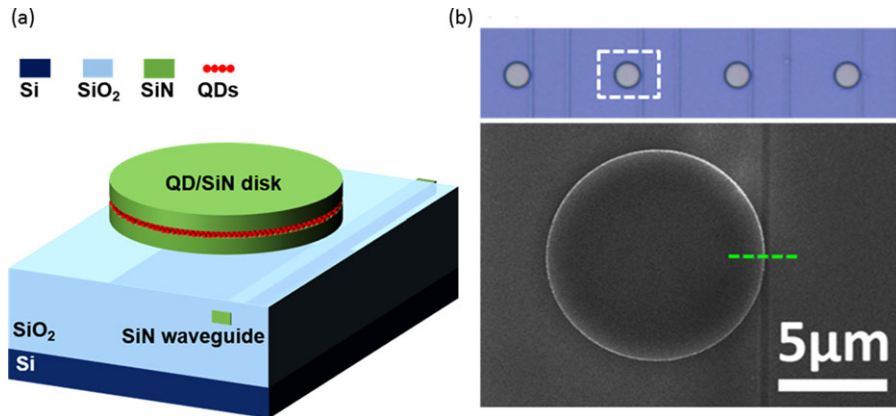 (a)
Si SiO₂ SiN QDs
QD/SiN disk
SiN waveguide
SiO₂
Si
(b)
5μm